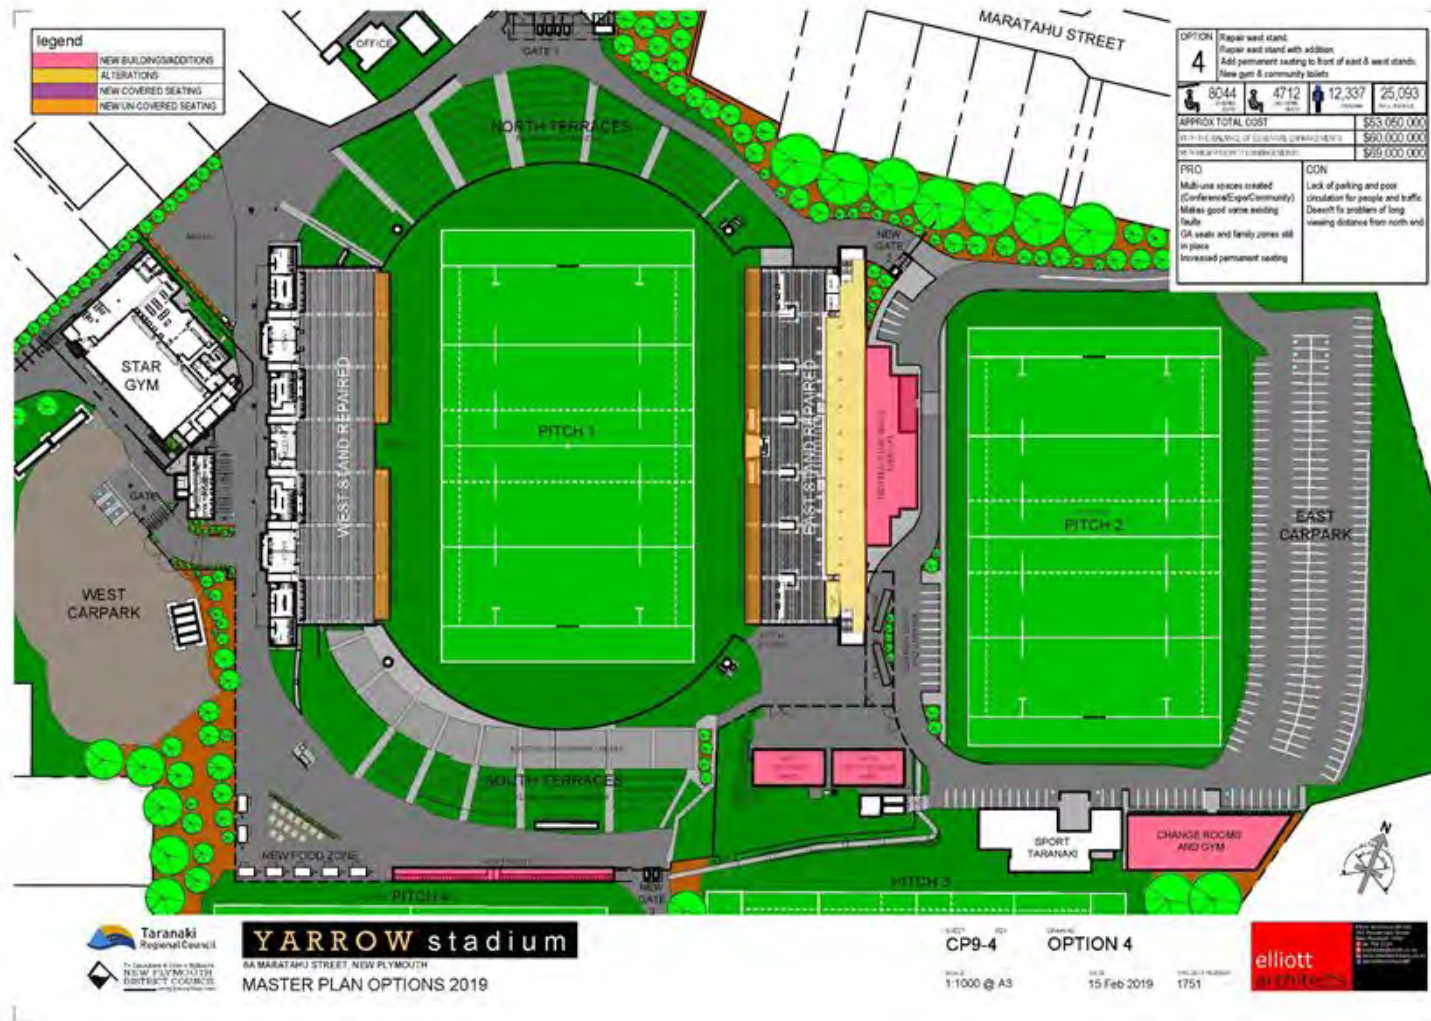 legend
NEW BUILDINGS/ADDITIONS
ALTERATIONS
NEW COVERED SEATING
NEW UN-COVERED SEATING
OFFICE
GATE 1
MARATAHU STREET
OPTION
4
Repair west stand.
Repair east stand with addition.
Add permanent seating to front of east & west stands.
New gym & community toilets
8044
4712
12,337
25,093
APPROX TOTAL COST
$53,050,000
$60,000,000
$69,000,000
PRO
Multi-use spaces created
(Conference/Expo/Community)
Makes good some existing
faults
GA seats and family zones still
in place
Increased permanent seating
CON
Lack of parking and poor
circulation for people and traffic
Doesn't fix problem of long
viewing distance from north end
NORTH TERRACES
NEW
GATE
STAR
GYM
WEST STAND REPAIRED
PITCH 1
EAST STAND REPAIRED
PITCH 2
EAST
CARPARK
GATE
WEST
CARPARK
SOUTH TERRACES
NEW FOOD ZONE
PITCH 4
NEW
GATE
2
PITCH 3
SPORT
TARANAKI
CHANGE ROOMS
AND GYM
N
Taranaki
Regional Council
NEW PLYMOUTH
DISTRICT COUNCIL
YARROW stadium
6A MARATAHU STREET, NEW PLYMOUTH
MASTER PLAN OPTIONS 2019
CP9-4
OPTION 4
1:1000 @ A3
15 Feb 2019
1751
elliott
architects